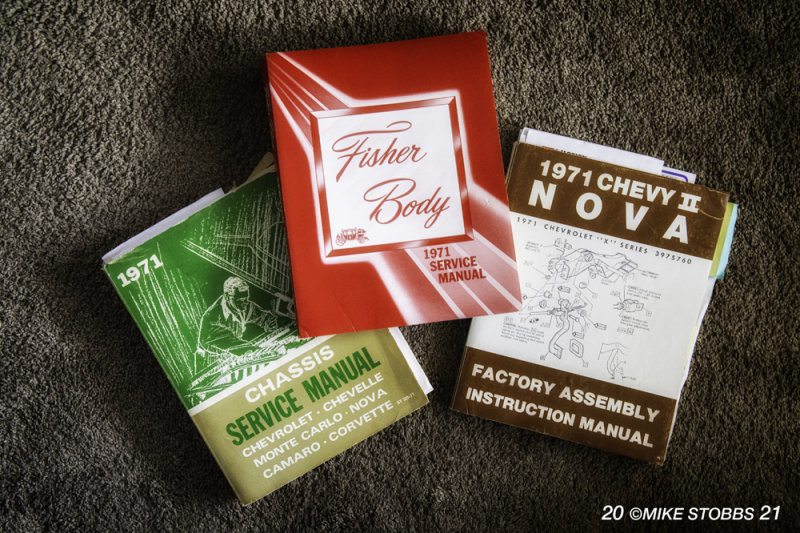 1971
CHASSIS
SERVICE MANUAL
CHEVROLET · CHEVELLE
MONTE CARLO · NOVA
CAMARO · CORVETTE
Fisher
Body
1971
SERVICE
MANUAL
1971 CHEVY II
NOVA
1971 CHEVROLET "X" SERIES 3975760
FACTORY ASSEMBLY
INSTRUCTION MANUAL
20 ©MIKE STOBBS 21